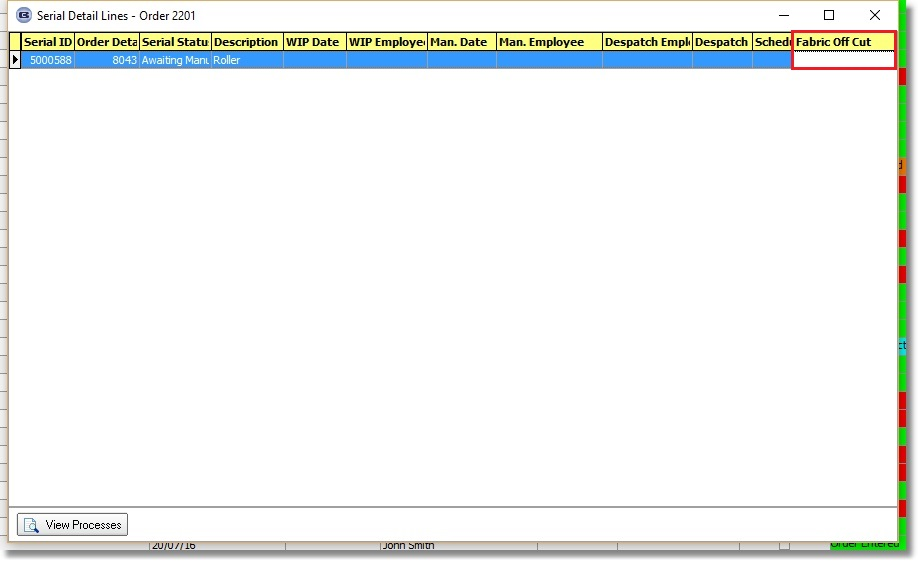 Serial Detail Lines - Order 2201
Serial ID Order Deta Serial Statu Description WIP Date WIP Employe Man. Date Man. Employee Despatch Empl Despatch Schedu Fabric Off Cut
5000588 8043 Awaiting Manu Roller
d
ct
View Processes
20/07/16 John Smith Order Entered